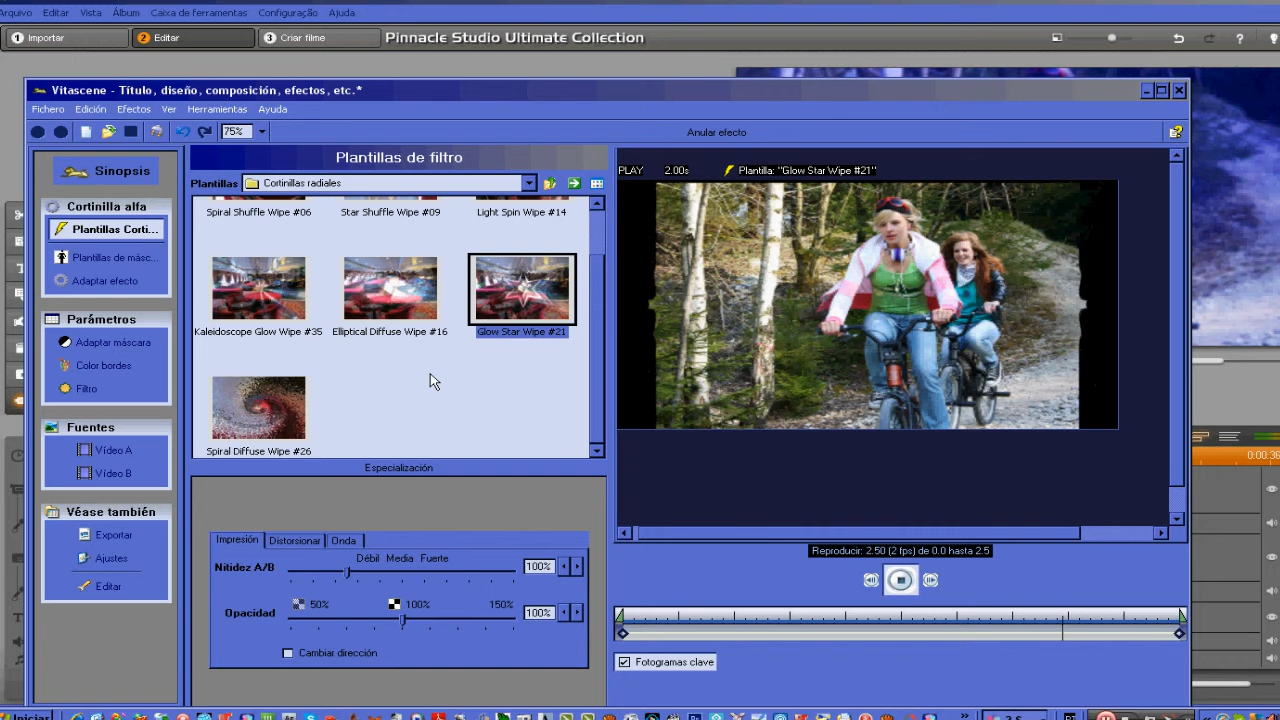 Arquivo Editar Vista Álbum Caixa de ferramentas Configuração Ajuda
1 Importar 2 Editar 3 Criar filme Pinnacle Studio Ultimate Collection
Vitascene - Título, diseño, composición, efectos, etc.*
Fichero Edición Efectos Ver Herramientas Ayuda
75% Anular efecto
Sinopsis
Cortinilla alfa
Plantillas Corti...
Plantillas de másc...
Adaptar efecto
Parámetros
Adaptar máscara
Color bordes
Filtro
Fuentes
Vídeo A
Vídeo B
Véase también
Exportar
Ajustes
Editar
Plantillas de filtro
Plantillas Cortinillas radiales
Spiral Shuffle Wipe #06 Star Shuffle Wipe #09 Light Spin Wipe #14
Kaleidoscope Glow Wipe #35 Elliptical Diffuse Wipe #16 Glow Star Wipe #21
Spiral Diffuse Wipe #26
Especialización
Impresión Distorsionar Onda
Débil Media Fuerte
Nitidez A/B 100%
50% 100% 150%
Opacidad 100%
Cambiar dirección
PLAY 2.00s Plantilla: "Glow Star Wipe #21"
Reproducir: 2.50 (2 fps) de 0.0 hasta 2.5
Fotogramas clave
0:00:36
Iniciar